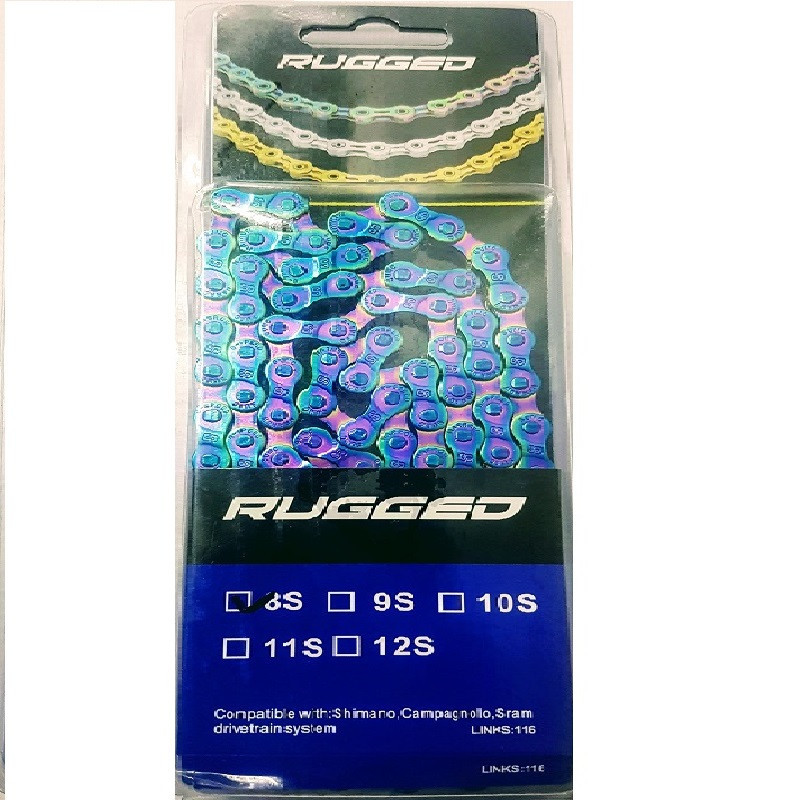 RUGGED
RUGGED
8S 9S 10S
11S 12S
Compatible with:Shimano,Campagnollo,Sram
drivetrain system LINKS:116
LINKS:116